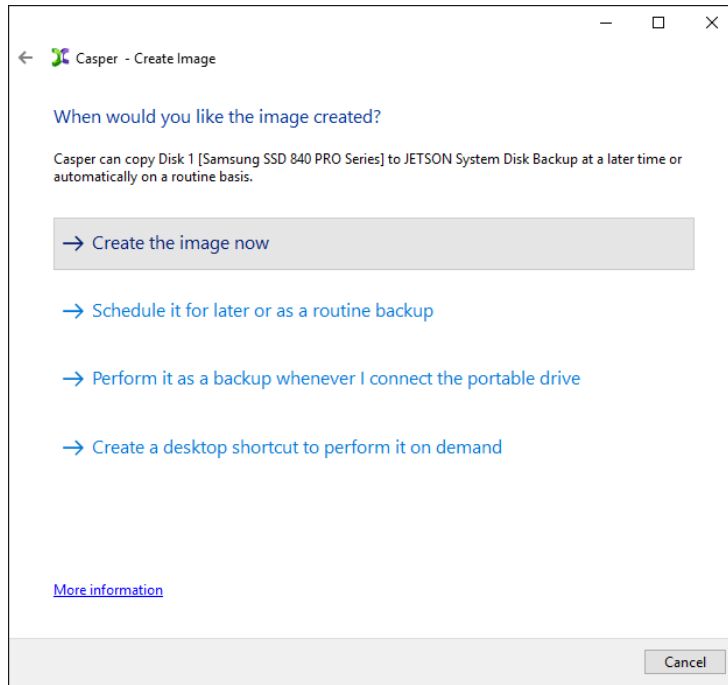 Casper - Create Image
When would you like the image created?
Casper can copy Disk 1 [Samsung SSD 840 PRO Series] to JETSON System Disk Backup at a later time or
automatically on a routine basis.
Create the image now
Schedule it for later or as a routine backup
Perform it as a backup whenever I connect the portable drive
Create a desktop shortcut to perform it on demand
More information
Cancel